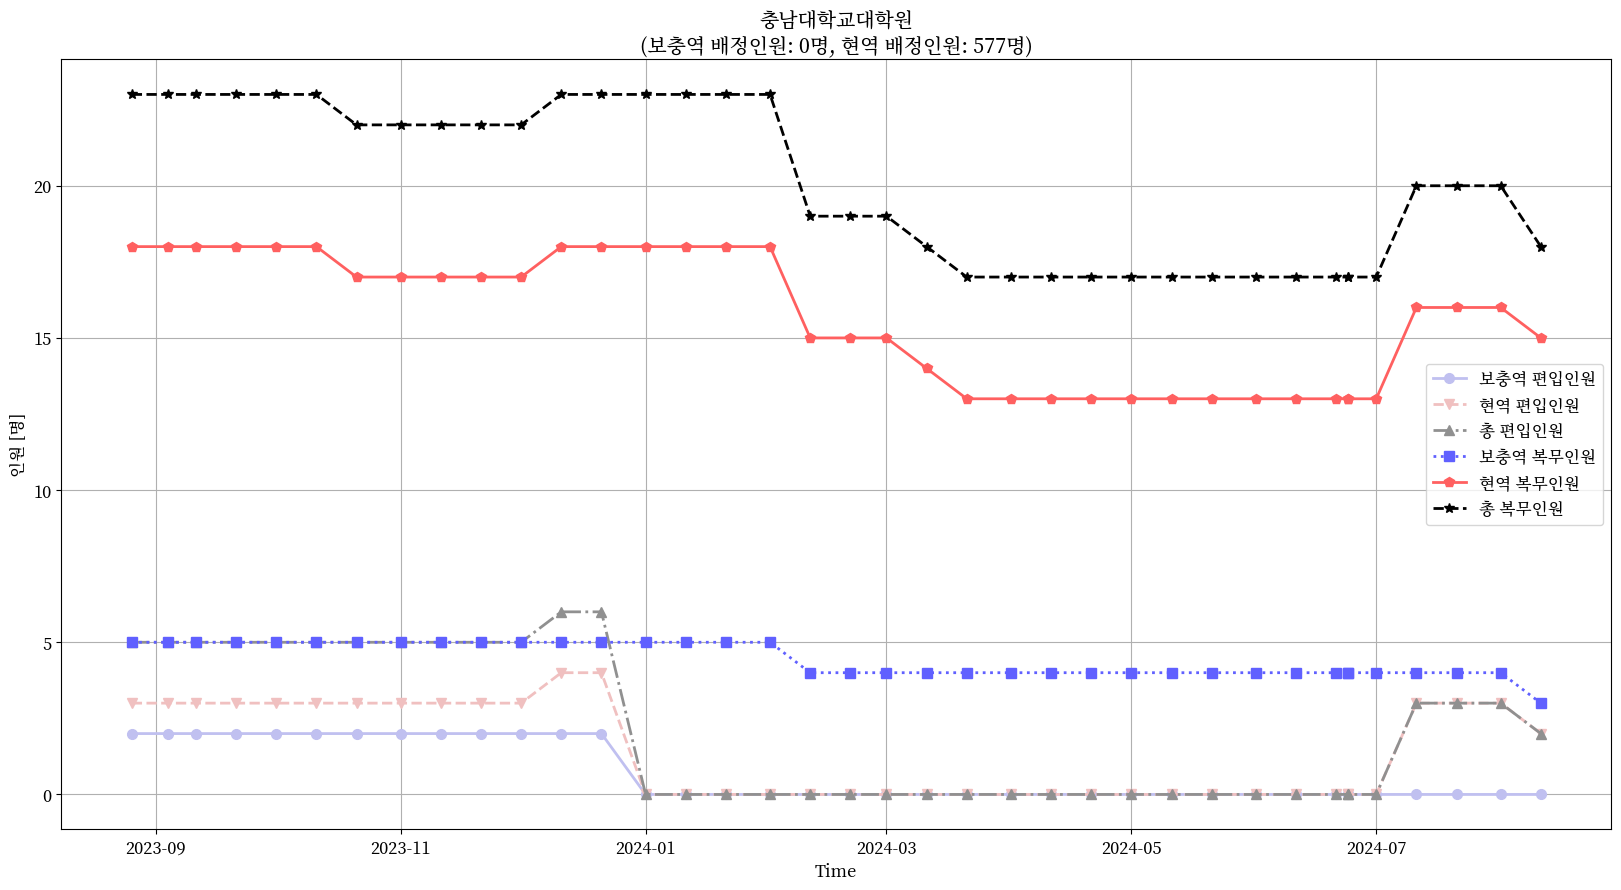 충남대학교대학원
(보충역 배정인원: 0명, 현역 배정인원: 577명)
인원 [명]
20
15
10
5
0
보충역 편입인원
현역 편입인원
총 편입인원
보충역 복무인원
현역 복무인원
총 복무인원
2023-09
2023-11
2024-01
2024-03
2024-05
2024-07
Time